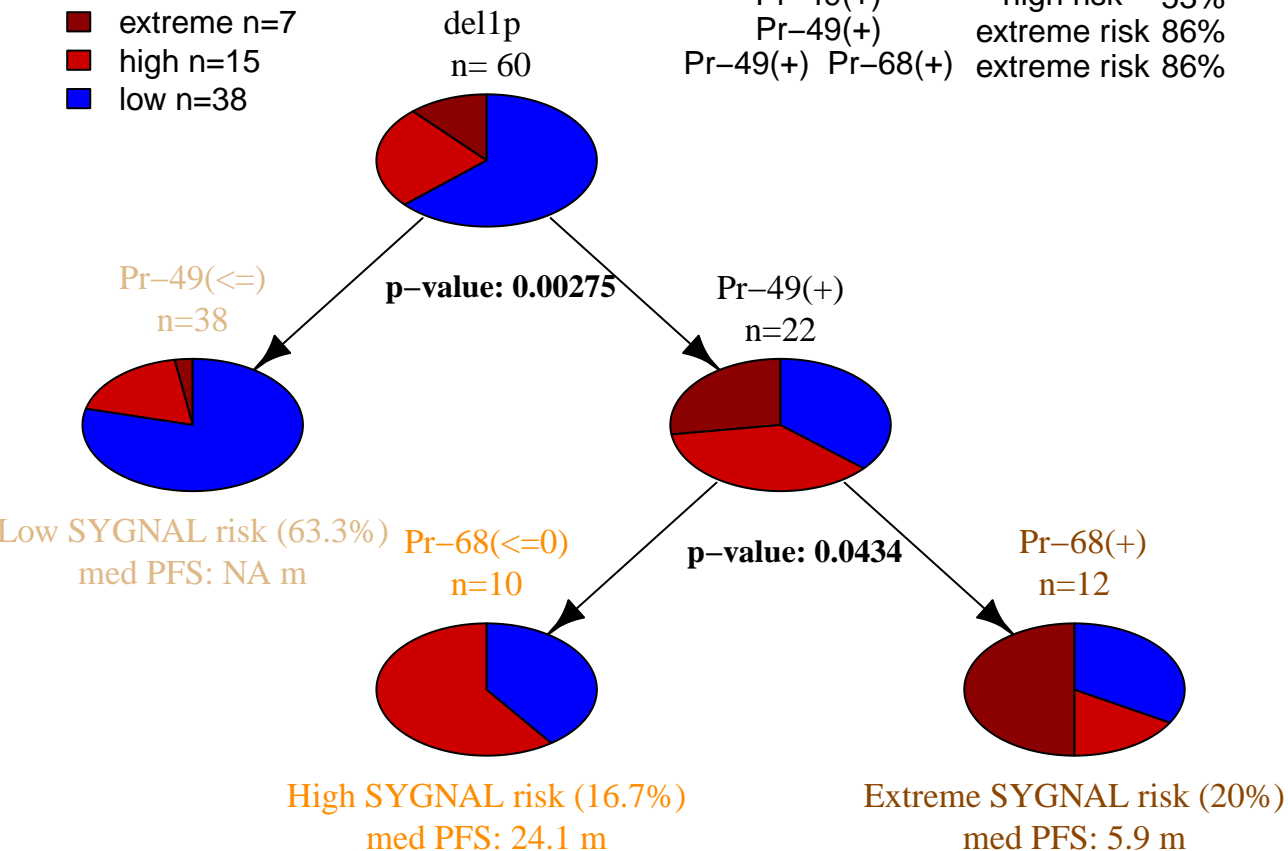 extreme n=7
high n=15
low n=38
del1p
n= 60
high risk 53%
Pr−49(+) extreme risk 86%
Pr−49(+) Pr−68(+) extreme risk 86%
p−value: 0.00275
Pr−49(<=)
n=38
Pr−49(+)
n=22
Low SYGNAL risk (63.3%)
med PFS: NA m
p−value: 0.0434
Pr−68(<=0)
n=10
Pr−68(+)
n=12
High SYGNAL risk (16.7%)
med PFS: 24.1 m
Extreme SYGNAL risk (20%)
med PFS: 5.9 m